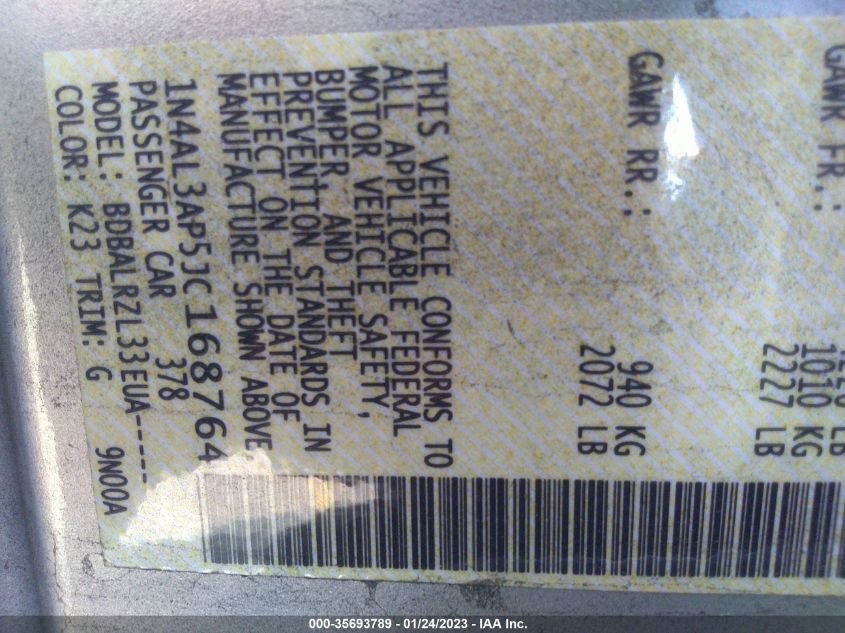 GAWR FR.: 1010 KG
2227 LB
GAWR RR.: 940 KG
2072 LB
THIS VEHICLE CONFORMS TO
ALL APPLICABLE FEDERAL
MOTOR VEHICLE SAFETY,
BUMPER, AND THEFT
PREVENTION STANDARDS IN
EFFECT ON THE DATE OF
MANUFACTURE SHOWN ABOVE
1N4AL3AP5JC168764
PASSENGER CAR 378
MODEL: BDBALRZL33EUA-----
COLOR: K23 TRIM: G 9N00A
000-35693789 - 01/24/2023 - IAA Inc.